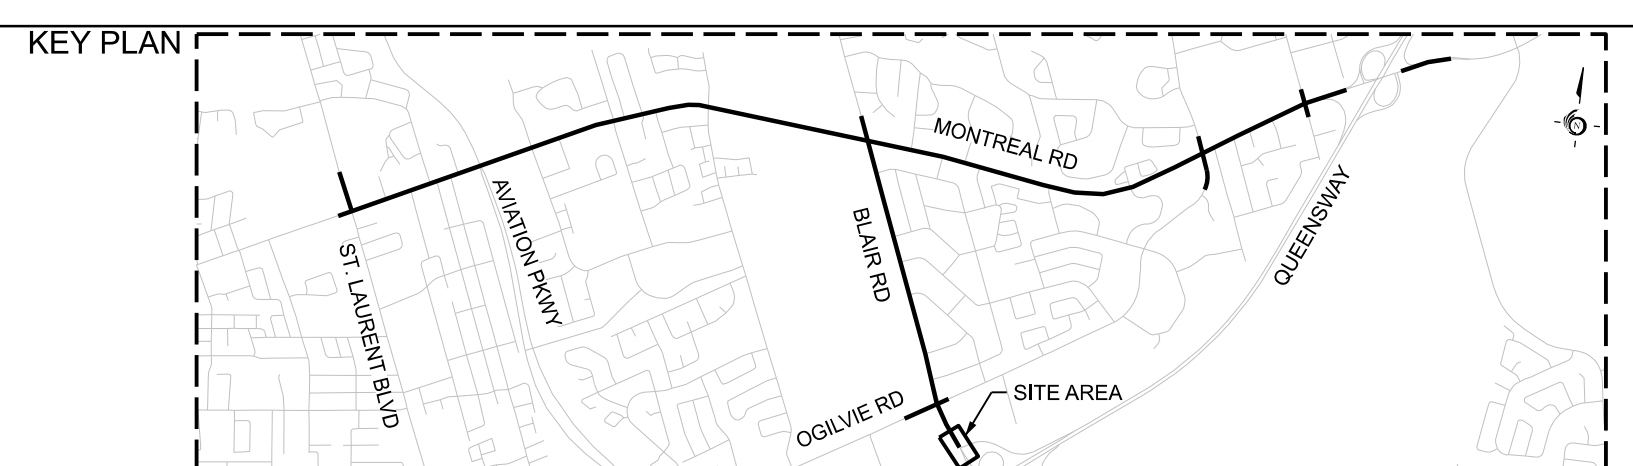 KEY PLAN
MONTREAL RD
N
AVIATION PKWY
QUEENSWAY
BLAIR RD
ST. LAURENT BLVD
SITE AREA
OGILVIE RD